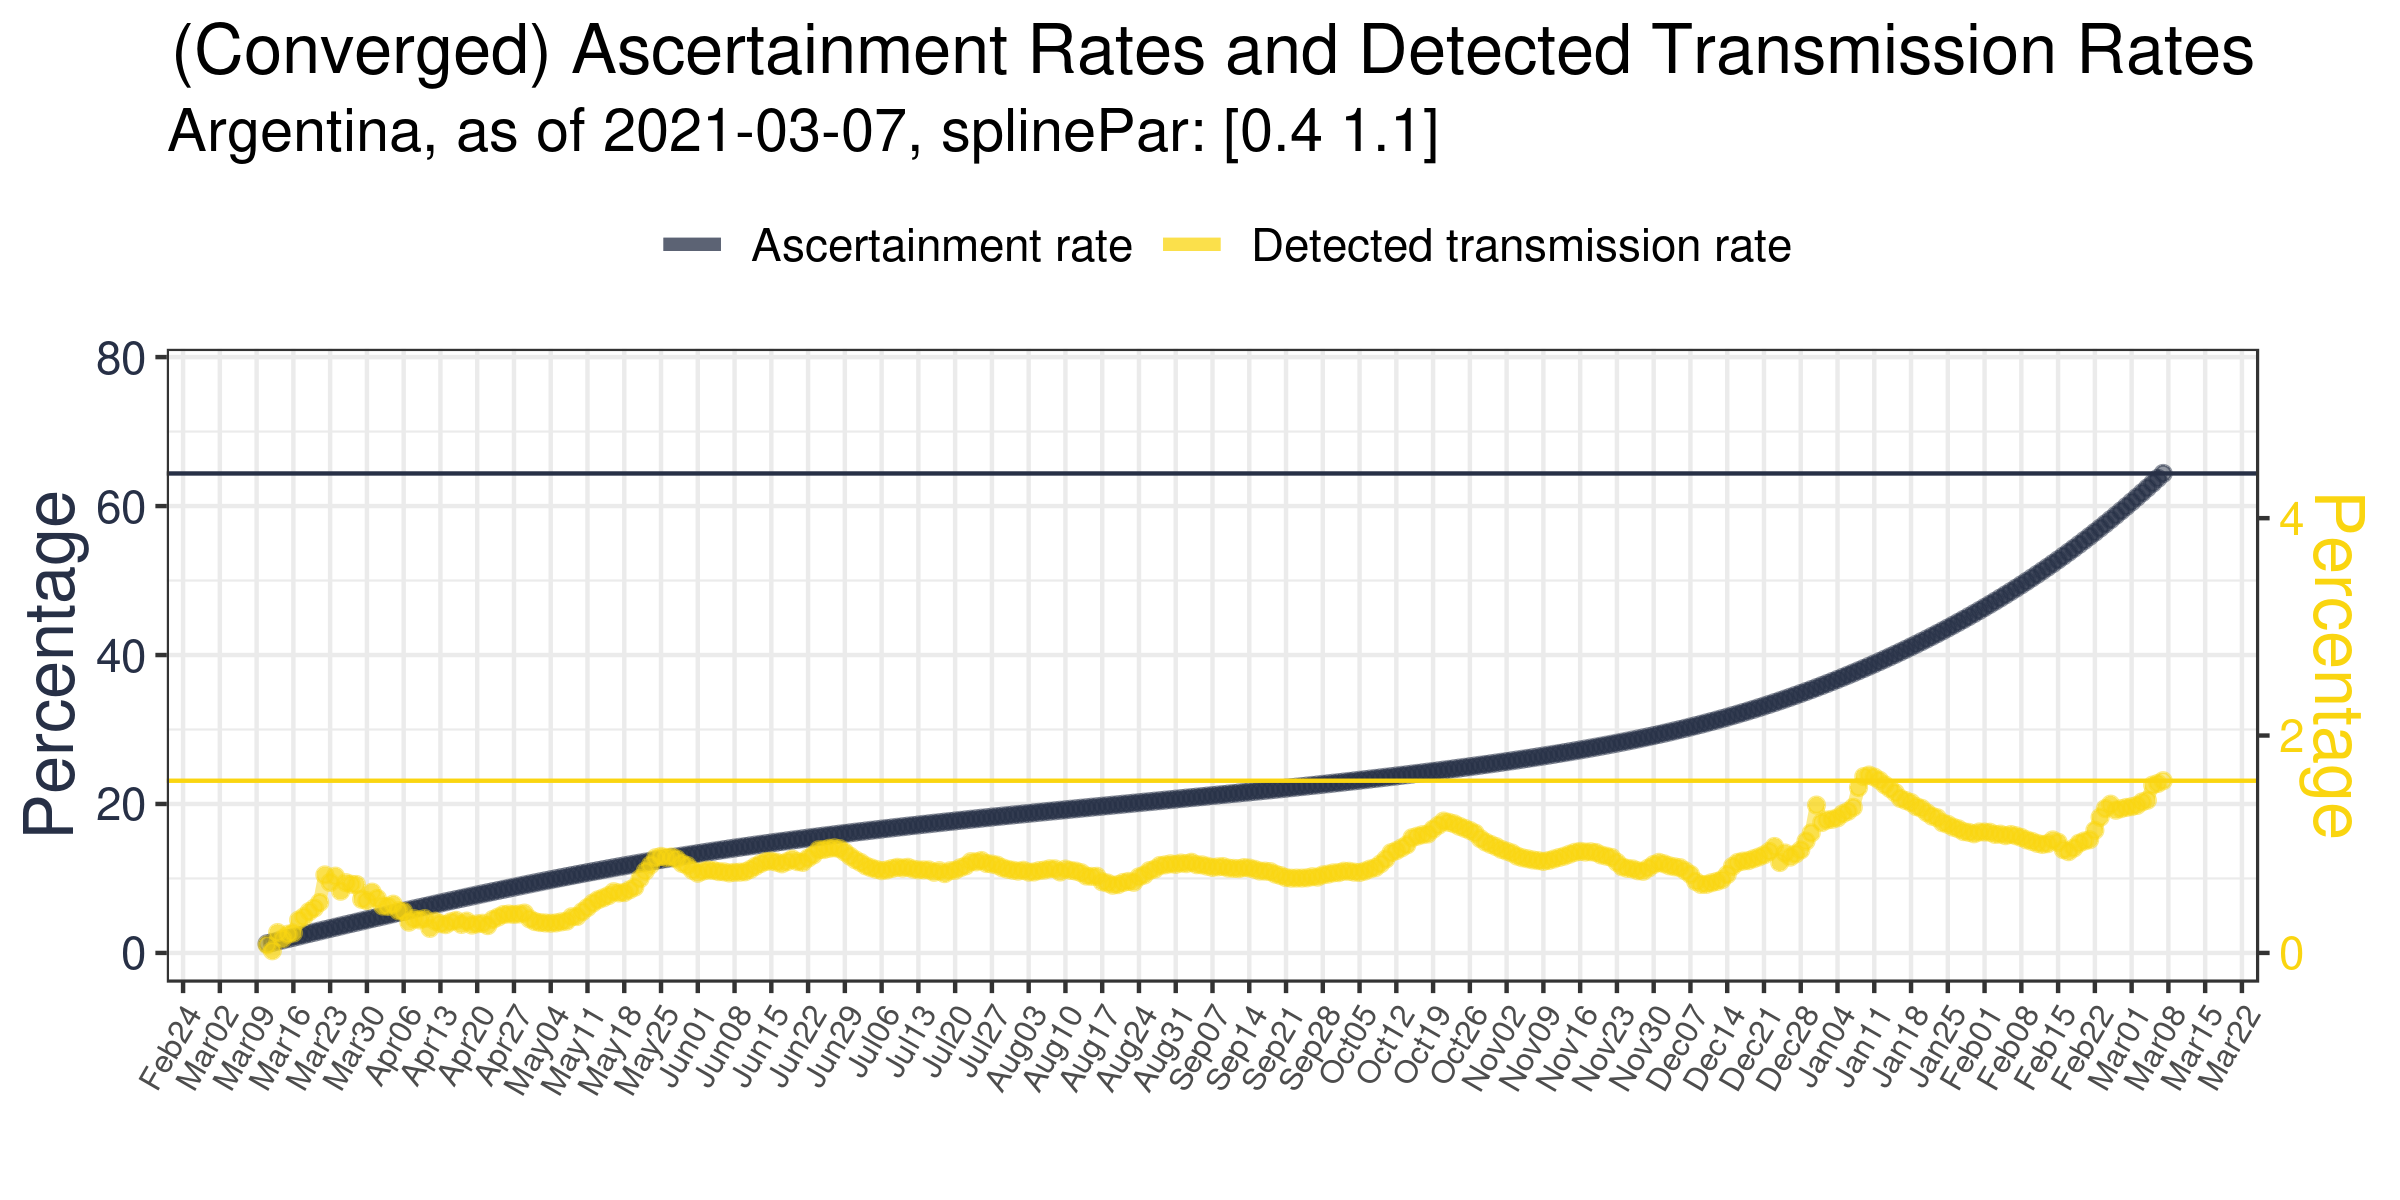 (Converged) Ascertainment Rates and Detected Transmission Rates
Argentina, as of 2021-03-07, splinePar: [0.4 1.1]
Ascertainment rate
Detected transmission rate
Percentage
80
60
40
20
0
4
2
0
Percentage
Feb24
Mar02
Mar09
Mar16
Mar23
Mar30
Apr06
Apr13
Apr20
Apr27
May04
May11
May18
May25
Jun01
Jun08
Jun15
Jun22
Jun29
Jul06
Jul13
Jul20
Jul27
Aug03
Aug10
Aug17
Aug24
Aug31
Sep07
Sep14
Sep21
Sep28
Oct05
Oct12
Oct19
Oct26
Nov02
Nov09
Nov16
Nov23
Nov30
Dec07
Dec14
Dec21
Dec28
Jan04
Jan11
Jan18
Jan25
Feb01
Feb08
Feb15
Feb22
Mar01
Mar08
Mar15
Mar22